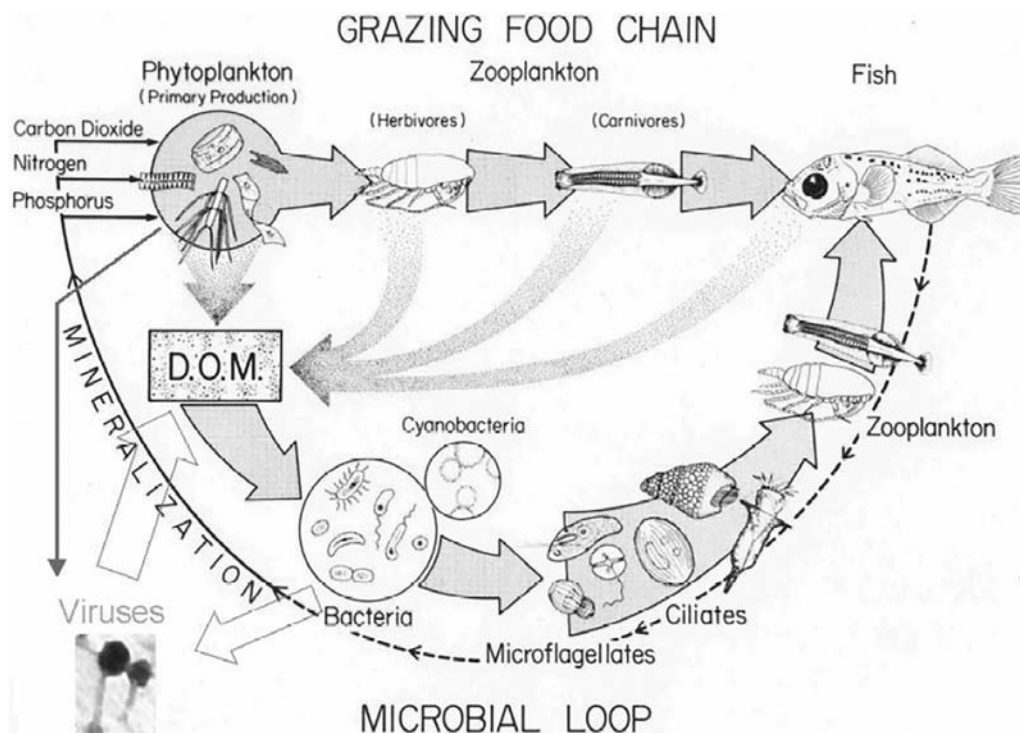 GRAZING FOOD CHAIN
Phytoplankton
(Primary Production)
Zooplankton
Fish
(Herbivores)
(Carnivores)
Carbon Dioxide
Nitrogen
Phosphorus
D.O.M.
MINERALIZATION
Cyanobacteria
Zooplankton
Viruses
Bacteria
Ciliates
Microflagellates
MICROBIAL LOOP